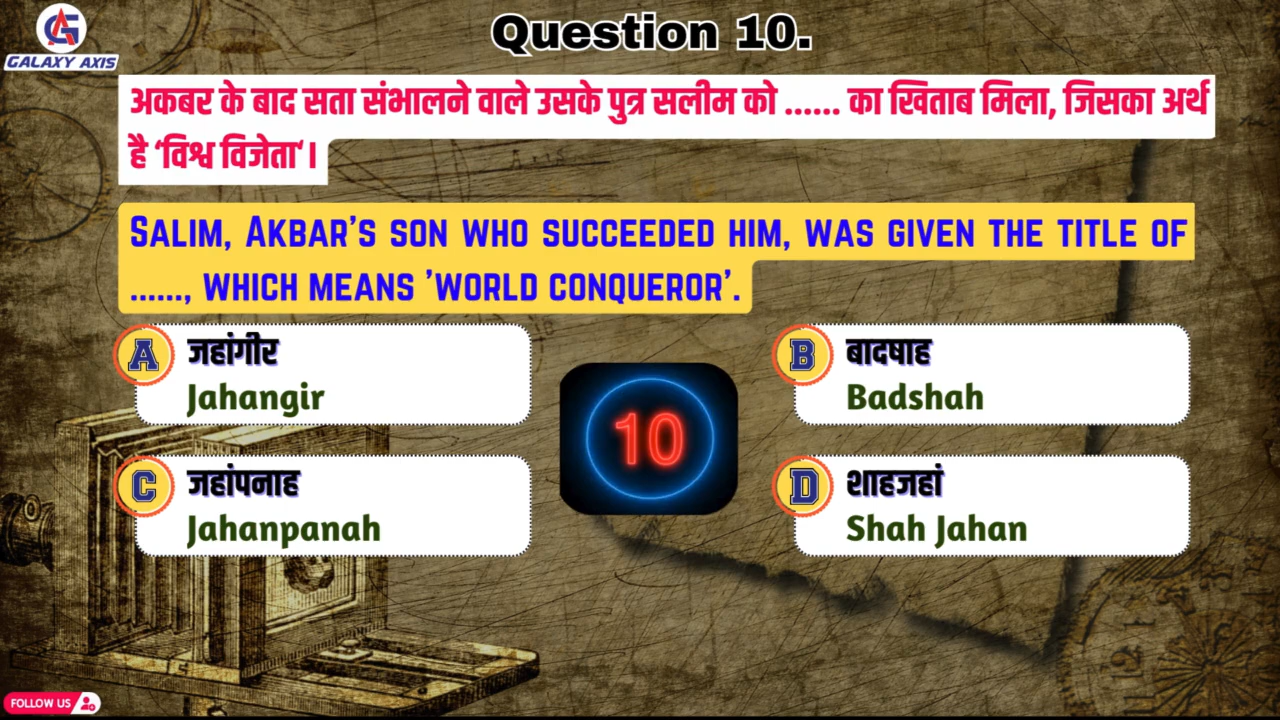 GALAXY AXIS
Question 10.
अकबर के बाद सता संभालने वाले उसके पुत्र सलीम को ...... का खिताब मिला, जिसका अर्थ
है ‘विश्व विजेता‘।
SALIM, AKBAR'S SON WHO SUCCEEDED HIM, WAS GIVEN THE TITLE OF
......, WHICH MEANS 'WORLD CONQUEROR'.
A जहांगीर
Jahangir
B बादषाह
Badshah
10
C जहांपनाह
Jahanpanah
D शाहजहां
Shah Jahan
FOLLOW US